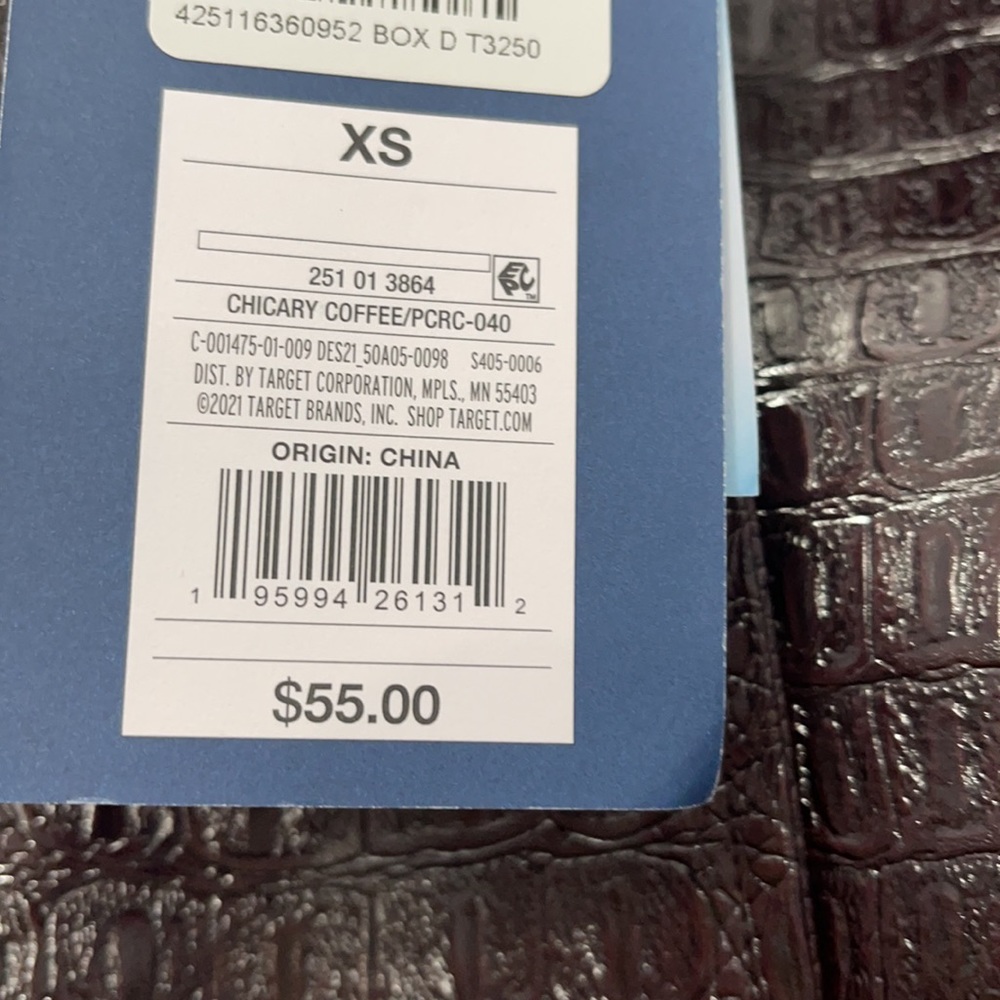 425116360952 BOX D T3250
XS
251 01 3864
EPC™
CHICARY COFFEE/PCRC-040
C-001475-01-009 DES21_50A05-0098 S405-0006
DIST. BY TARGET CORPORATION, MPLS., MN 55403
©2021 TARGET BRANDS, INC. SHOP TARGET.COM
ORIGIN: CHINA
1 95994 26131 2
$55.00